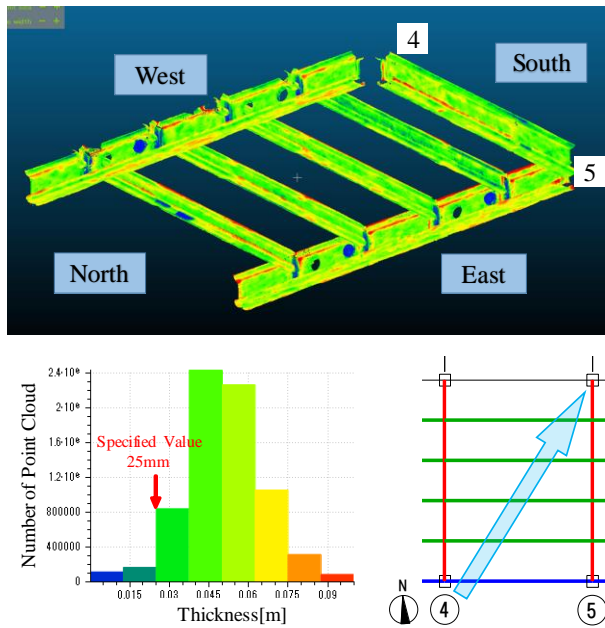 4
South
West
5
North
East
2.4·10⁶
2·10⁶
1.6·10⁶
1.2·10⁶
800000
400000
0
Number of Point Cloud
Specified Value
25mm
0.015 0.03 0.045 0.06 0.075 0.09
Thickness[m]
N
4 5